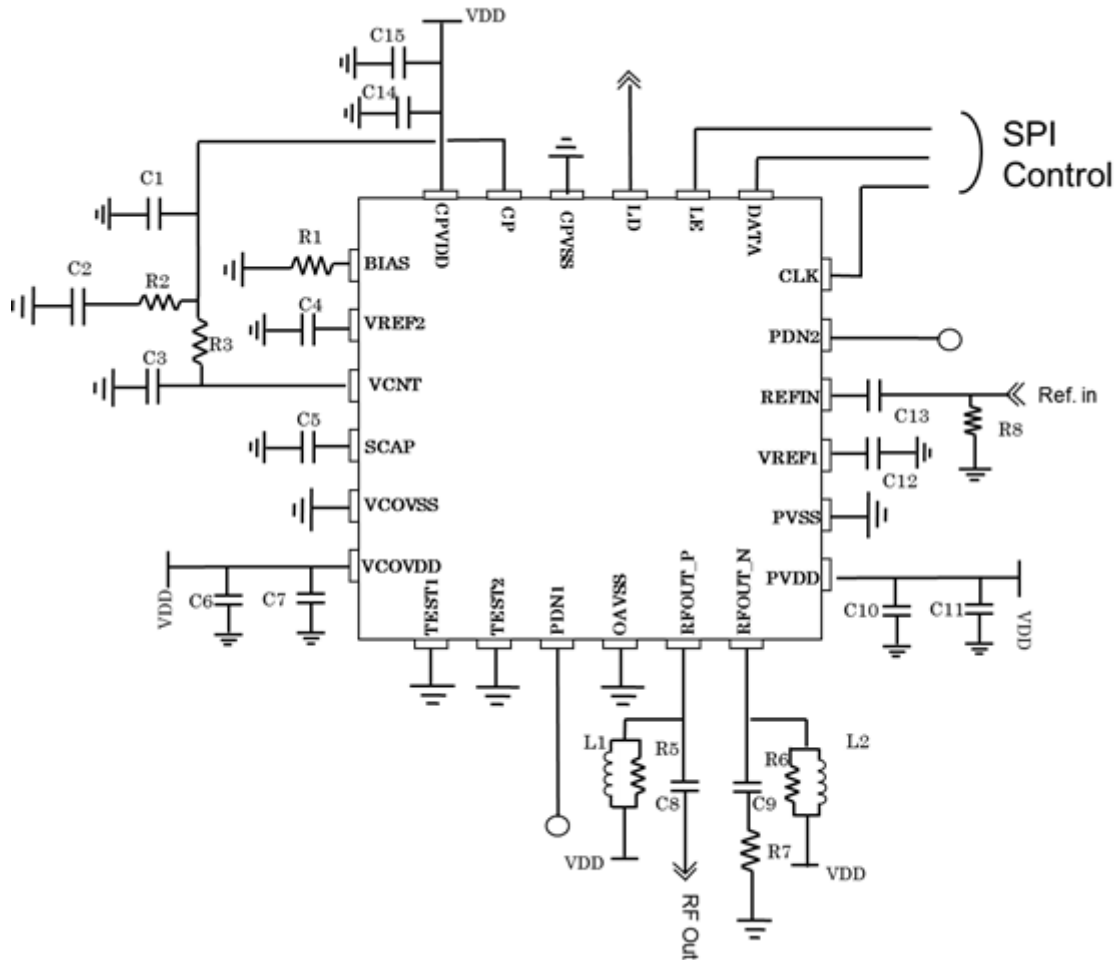 VDD
C15
C14
SPI
Control
C1
CPVDD
CP
CPVSS
LD
LE
DATA
R1
BIAS
CLK
C2
R2
C4
VREF2
PDN2
R3
C3
VCNT
REFIN
Ref. in
C13
R8
C5
SCAP
VREF1
C12
VCOVSS
PVSS
VCOVDD
PVDD
VDD
C6
C7
C10
C11
VDD
TEST1
TEST2
PDN1
OAVSS
RFOUT_P
RFOUT_N
L1
R5
R6
L2
C8
C9
R7
VDD
VDD
RF Out